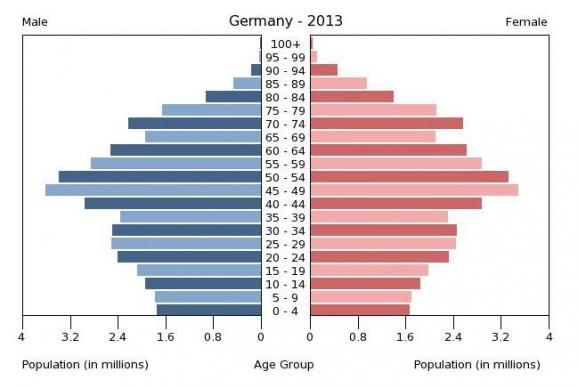 Male Germany - 2013 Female
100+
95 - 99
90 - 94
85 - 89
80 - 84
75 - 79
70 - 74
65 - 69
60 - 64
55 - 59
50 - 54
45 - 49
40 - 44
35 - 39
30 - 34
25 - 29
20 - 24
15 - 19
10 - 14
5 - 9
0 - 4
4 3.2 2.4 1.6 0.8 0 0 0.8 1.6 2.4 3.2 4
Population (in millions) Age Group Population (in millions)